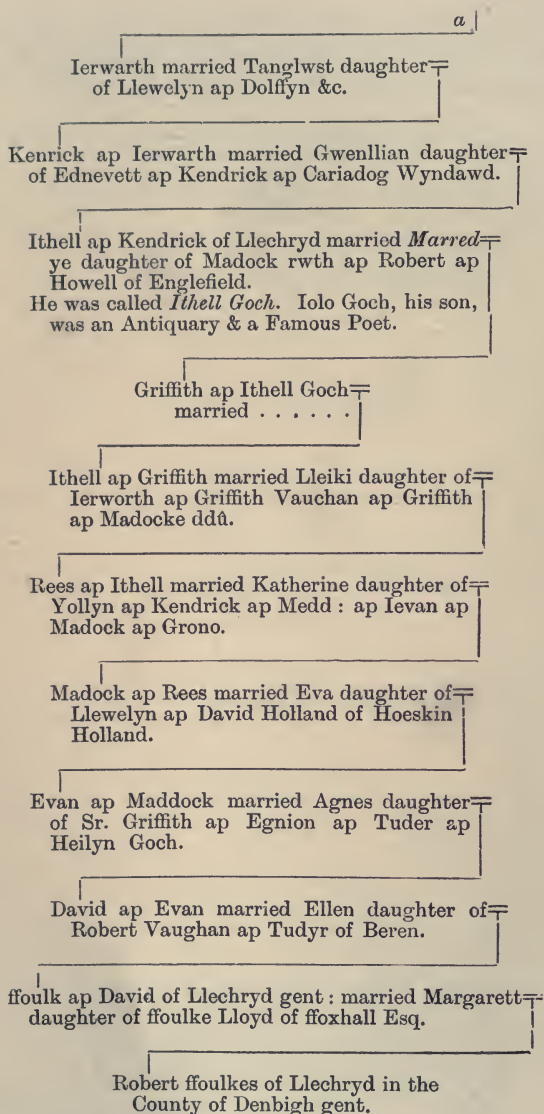 a
Ierwarth married Tanglwst daughter
of Llewelyn ap Dolffyn &c.
Kenrick ap Ierwarth married Gwenllian daughter
of Ednevett ap Kendrick ap Cariadog Wyndawd.
Ithell ap Kendrick of Llechryd married Marred
ye daughter of Madock rwth ap Robert ap
Howell of Englefield.
He was called Ithell Goch. Iolo Goch, his son,
was an Antiquary & a Famous Poet.
Griffith ap Ithell Goch
married . . . . . .
Ithell ap Griffith married Lleiki daughter of
Ierworth ap Griffith Vauchan ap Griffith
ap Madocke ddû.
Rees ap Ithell married Katherine daughter of
Yollyn ap Kendrick ap Medd : ap Ievan ap
Madock ap Grono.
Madock ap Rees married Eva daughter of
Llewelyn ap David Holland of Hoeskin
Holland.
Evan ap Maddock married Agnes daughter
of Sr. Griffith ap Egnion ap Tuder ap
Heilyn Goch.
David ap Evan married Ellen daughter of
Robert Vaughan ap Tudyr of Beren.
ffoulk ap David of Llechryd gent : married Margarett
daughter of ffoulke Lloyd of ffoxhall Esq.
Robert ffoulkes of Llechryd in the
County of Denbigh gent.